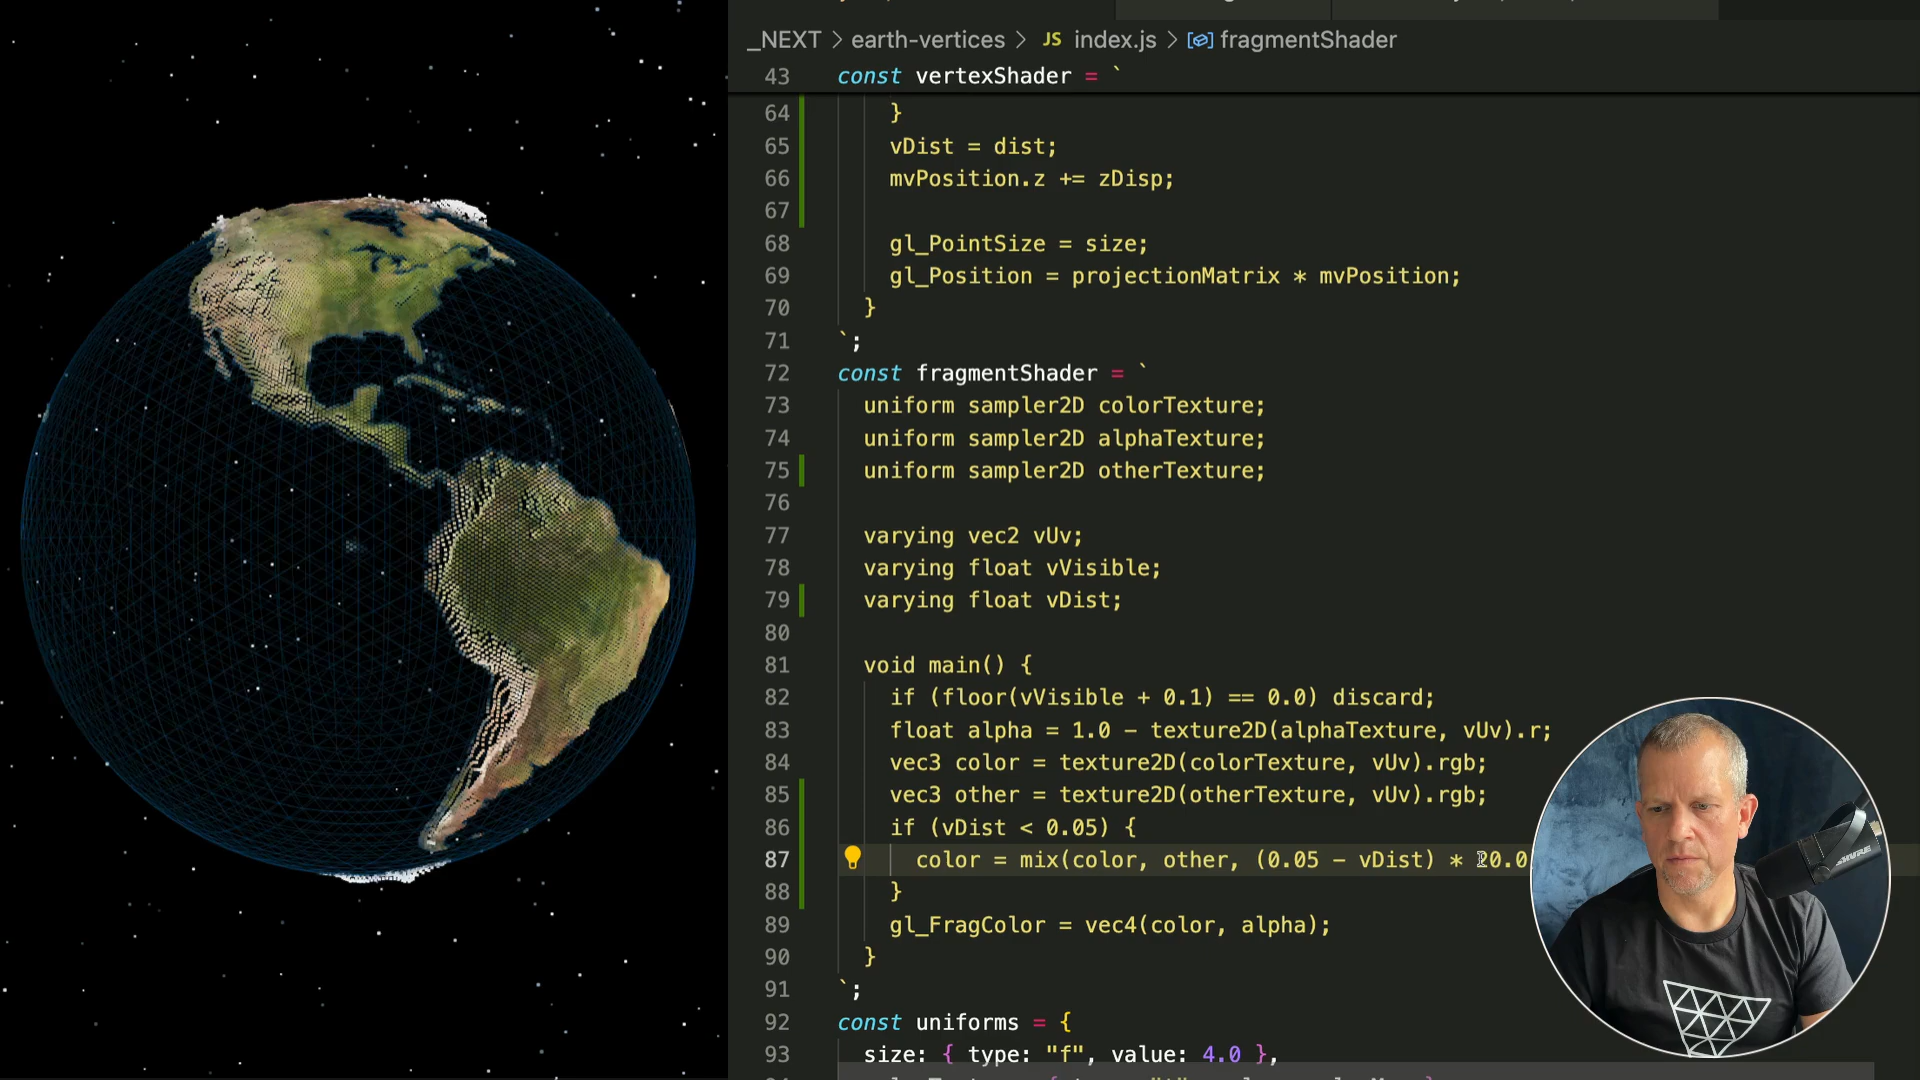 _NEXT > earth-vertices > JS index.js > fragmentShader
43 const vertexShader = `
64 }
65 vDist = dist;
66 mvPosition.z += zDisp;
67
68 gl_PointSize = size;
69 gl_Position = projectionMatrix * mvPosition;
70 }
71 `;
72 const fragmentShader = `
73 uniform sampler2D colorTexture;
74 uniform sampler2D alphaTexture;
75 uniform sampler2D otherTexture;
76
77 varying vec2 vUv;
78 varying float vVisible;
79 varying float vDist;
80
81 void main() {
82 if (floor(vVisible + 0.1) == 0.0) discard;
83 float alpha = 1.0 - texture2D(alphaTexture, vUv).r;
84 vec3 color = texture2D(colorTexture, vUv).rgb;
85 vec3 other = texture2D(otherTexture, vUv).rgb;
86 if (vDist < 0.05) {
87 color = mix(color, other, (0.05 - vDist) * 20.0
88 }
89 gl_FragColor = vec4(color, alpha);
90 }
91 `;
92 const uniforms = {
93 size: { type: "f", value: 4.0 },
SHURE